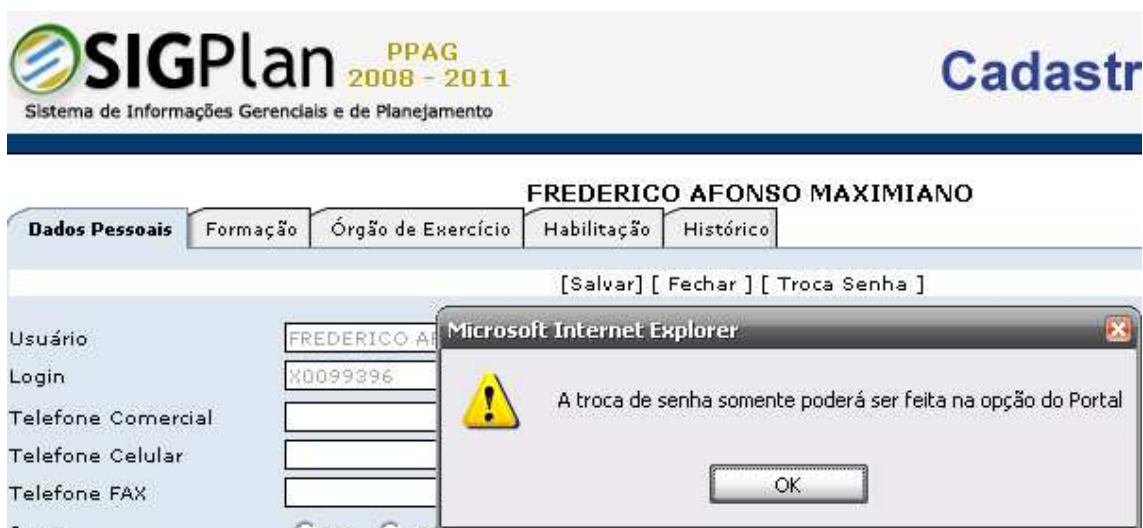 SIGPlan PPAG
2008 - 2011
Sistema de Informações Gerenciais e de Planejamento
Cadastr
FREDERICO AFONSO MAXIMIANO
Dados Pessoais Formação Órgão de Exercício Habilitação Histórico
[Salvar] [ Fechar ] [ Troca Senha ]
Usuário FREDERICO AF
Login X0099396
Telefone Comercial
Telefone Celular
Telefone FAX
Microsoft Internet Explorer
A troca de senha somente poderá ser feita na opção do Portal
OK